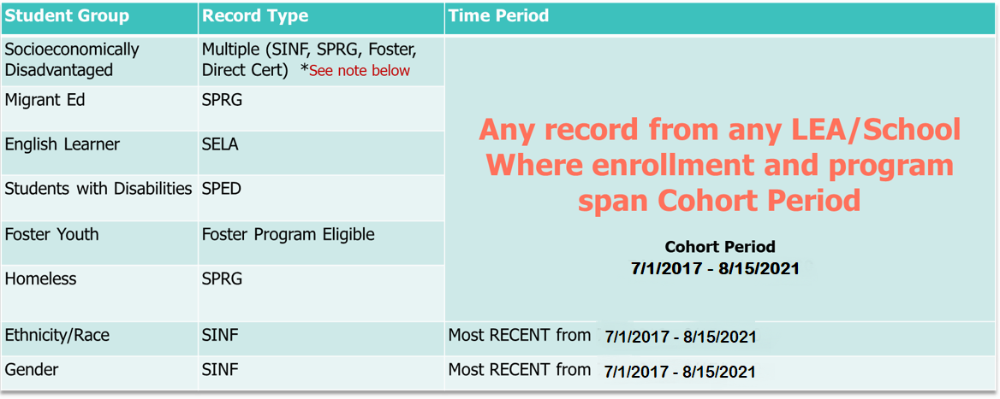 Student Group Record Type Time Period
Socioeconomically Multiple (SINF, SPRG, Foster,
Disadvantaged Direct Cert) *See note below
Migrant Ed SPRG
English Learner SELA
Students with Disabilities SPED
Foster Youth Foster Program Eligible
Homeless SPRG
Any record from any LEA/School
Where enrollment and program
span Cohort Period
Cohort Period
7/1/2017 - 8/15/2021
Ethnicity/Race SINF Most RECENT from 7/1/2017 - 8/15/2021
Gender SINF Most RECENT from 7/1/2017 - 8/15/2021